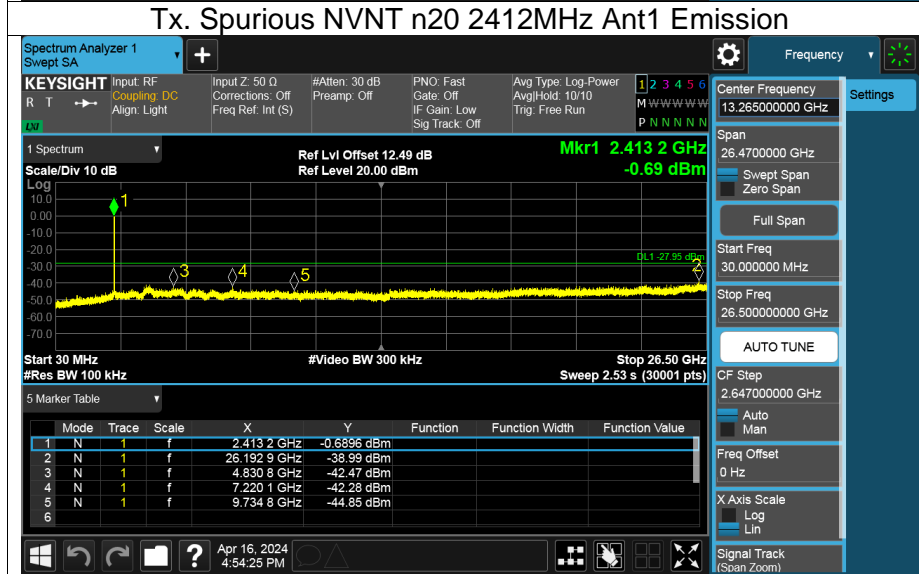 Tx. Spurious NVNT n20 2412MHz Ant1 Emission
Spectrum Analyzer 1
Swept SA
+
Frequency
KEYSIGHT
R T
LXI
Input: RF
Coupling: DC
Align: Light
Input Z: 50 Ω
Corrections: Off
Freq Ref: Int (S)
#Atten: 30 dB
Preamp: Off
PNO: Fast
Gate: Off
IF Gain: Low
Sig Track: Off
Avg Type: Log-Power
Avg|Hold: 10/10
Trig: Free Run
1 2 3 4 5 6
M W W W W W
P N N N N N
Center Frequency
13.265000000 GHz
Settings
Span
26.4700000 GHz
Swept Span
Zero Span
Full Span
Start Freq
30.000000 MHz
Stop Freq
26.500000000 GHz
AUTO TUNE
CF Step
2.647000000 GHz
Auto
Man
Freq Offset
0 Hz
X Axis Scale
Log
Lin
Signal Track
(Span Zoom)
1 Spectrum
Scale/Div 10 dB
Ref Lvl Offset 12.49 dB
Ref Level 20.00 dBm
Mkr1 2.413 2 GHz
-0.69 dBm
Log
10.0
0.00
-10.0
-20.0
-30.0
-40.0
-50.0
-60.0
-70.0
1
3
4
5
2
DL1 -27.95 dBm
Start 30 MHz
#Video BW 300 kHz
Stop 26.50 GHz
#Res BW 100 kHz
Sweep 2.53 s (30001 pts)
5 Marker Table
Mode Trace Scale X Y Function Function Width Function Value
1 N 1 f 2.413 2 GHz -0.6896 dBm
2 N 1 f 26.192 9 GHz -38.99 dBm
3 N 1 f 4.830 8 GHz -42.47 dBm
4 N 1 f 7.220 1 GHz -42.28 dBm
5 N 1 f 9.734 8 GHz -44.85 dBm
6
?
Apr 16, 2024
4:54:25 PM